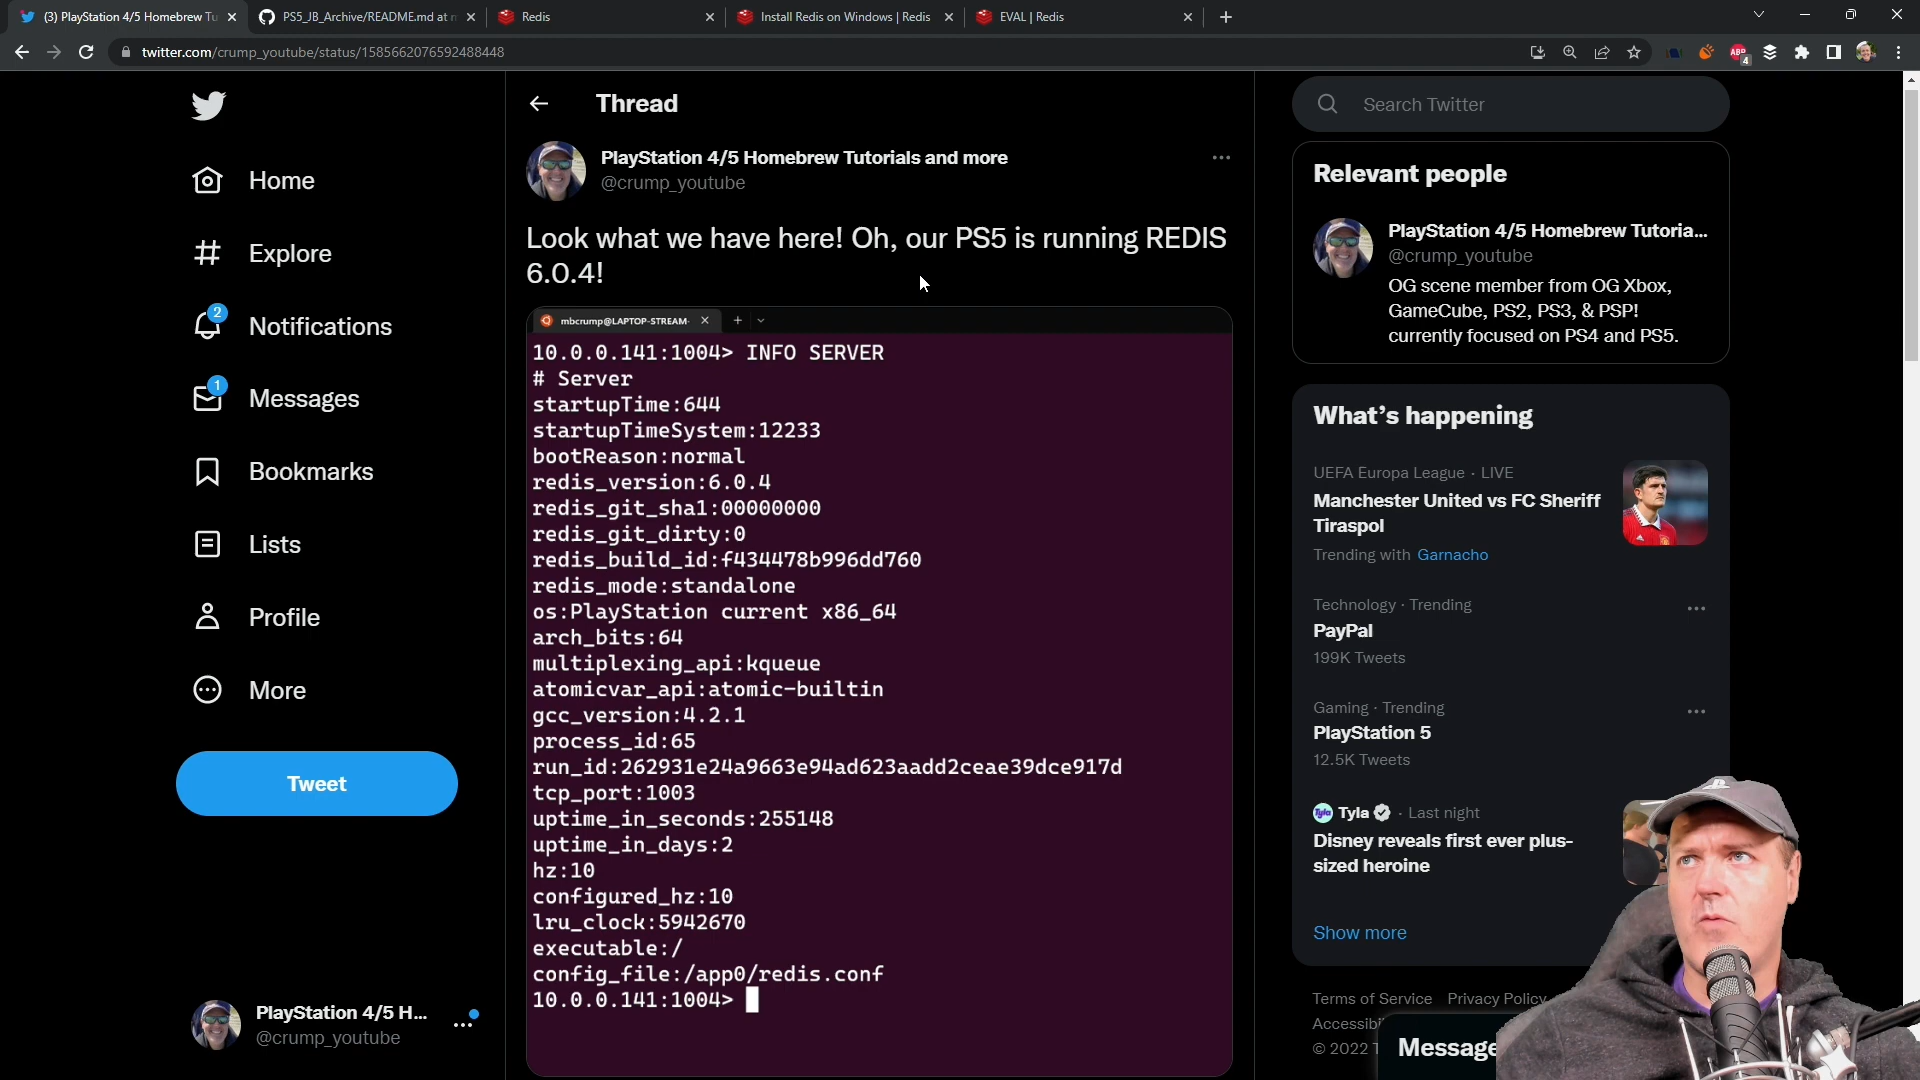 (3) PlayStation 4/5 Homebrew Tu
PS5_JB_Archive/README.md at m
Redis
Install Redis on Windows | Redis
EVAL | Redis
twitter.com/crump_youtube/status/1585662076592488448
ABP
4
Home
Explore
2
Notifications
1
Messages
Bookmarks
Lists
Profile
More
Tweet
PlayStation 4/5 H...
@crump_youtube
Thread
PlayStation 4/5 Homebrew Tutorials and more
@crump_youtube
Look what we have here! Oh, our PS5 is running REDIS
6.0.4!
mbcrump@LAPTOP-STREAM-
10.0.0.141:1004> INFO SERVER
# Server
startupTime:644
startupTimeSystem:12233
bootReason:normal
redis_version:6.0.4
redis_git_sha1:00000000
redis_git_dirty:0
redis_build_id:f434478b996dd760
redis_mode:standalone
os:PlayStation current x86_64
arch_bits:64
multiplexing_api:kqueue
atomicvar_api:atomic-builtin
gcc_version:4.2.1
process_id:65
run_id:262931e24a9663e94ad623aadd2ceae39dce917d
tcp_port:1003
uptime_in_seconds:255148
uptime_in_days:2
hz:10
configured_hz:10
lru_clock:5942670
executable:/
config_file:/app0/redis.conf
10.0.0.141:1004>
Search Twitter
Relevant people
PlayStation 4/5 Homebrew Tutoria...
@crump_youtube
OG scene member from OG Xbox,
GameCube, PS2, PS3, & PSP!
currently focused on PS4 and PS5.
What's happening
UEFA Europa League · LIVE
Manchester United vs FC Sheriff
Tiraspol
Trending with Garnacho
Technology · Trending
PayPal
199K Tweets
Gaming · Trending
PlayStation 5
12.5K Tweets
Tyla
Tyla · Last night
Disney reveals first ever plus-
sized heroine
Show more
Terms of Service Privacy Policy
Accessibi
© 2022 T
Message